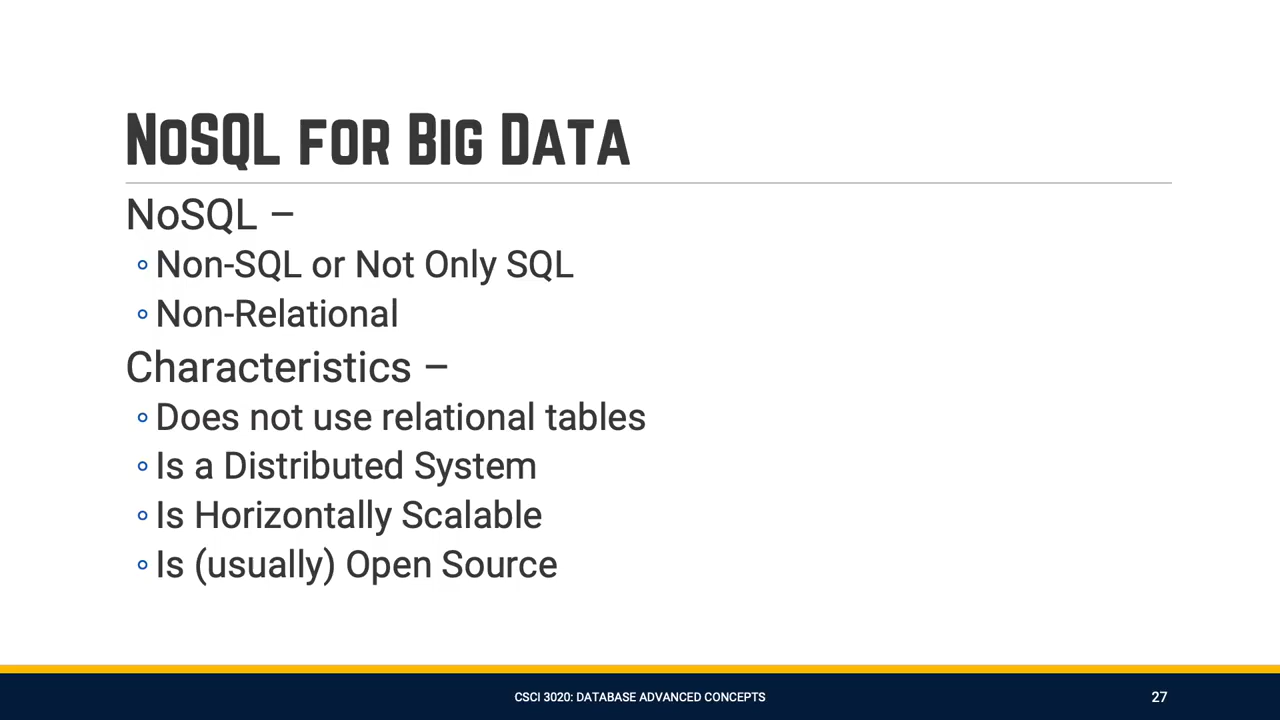 NoSQL for Big Data
NoSQL –
◦ Non-SQL or Not Only SQL
◦ Non-Relational
Characteristics –
◦ Does not use relational tables
◦ Is a Distributed System
◦ Is Horizontally Scalable
◦ Is (usually) Open Source
CSCI 3020: DATABASE ADVANCED CONCEPTS
27